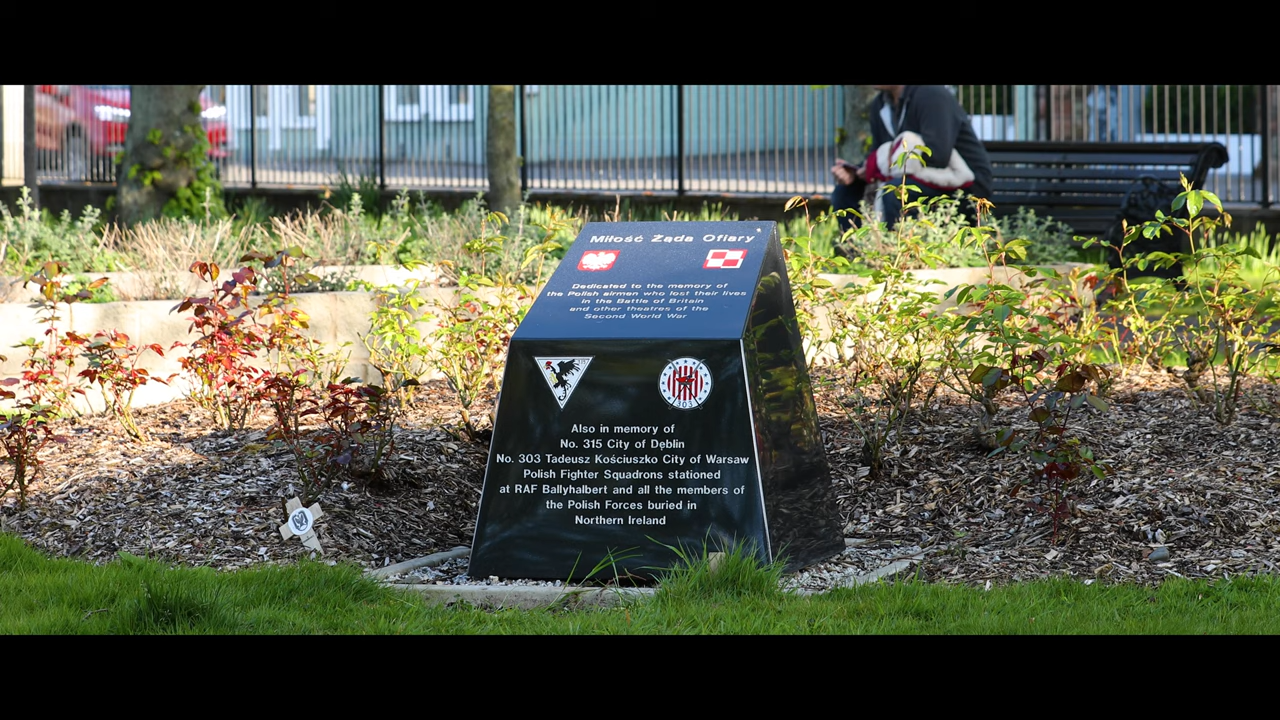 Miłość Żąda Ofiary
Dedicated to the memory of
the Polish airmen who lost their lives
in the Battle of Britain
and other theatres of the
Second World War
315
303
Also in memory of
No. 315 City of Dęblin
No. 303 Tadeusz Kościuszko City of Warsaw
Polish Fighter Squadrons stationed
at RAF Ballyhalbert and all the members of
the Polish Forces buried in
Northern Ireland